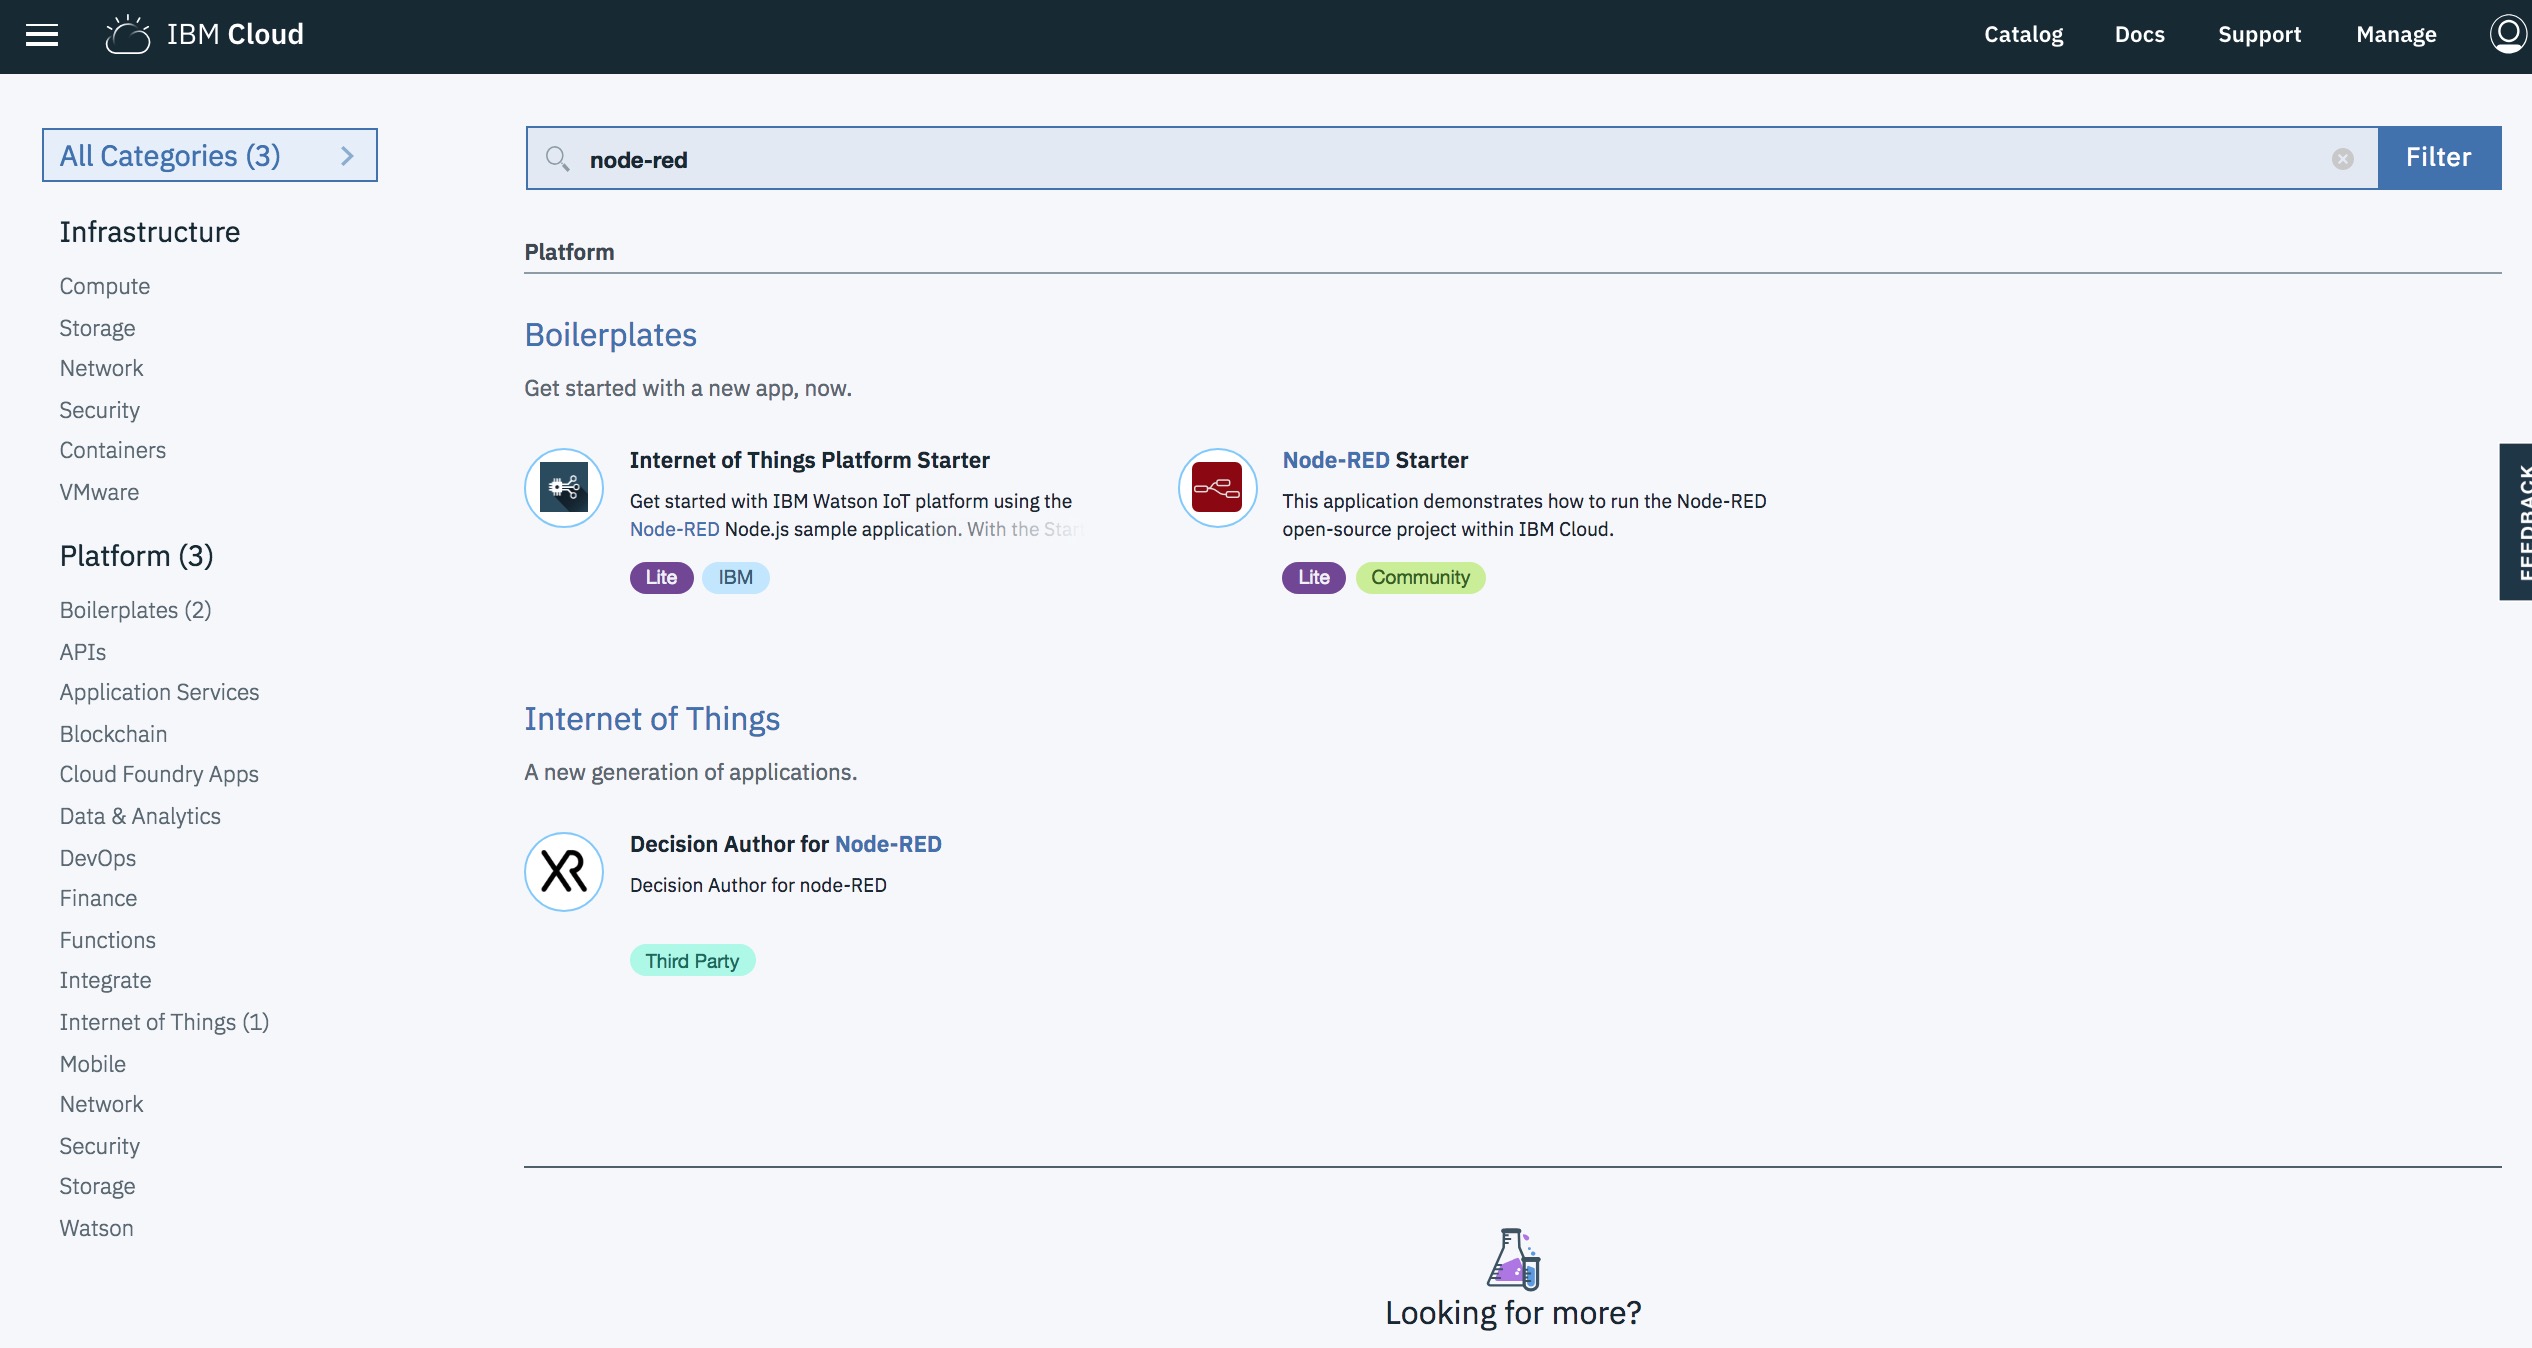 IBM Cloud
Catalog
Docs
Support
Manage
All Categories (3)
Infrastructure
Compute
Storage
Network
Security
Containers
VMware
Platform (3)
Boilerplates (2)
APIs
Application Services
Blockchain
Cloud Foundry Apps
Data & Analytics
DevOps
Finance
Functions
Integrate
Internet of Things (1)
Mobile
Network
Security
Storage
Watson
node-red
Filter
Platform
Boilerplates
Get started with a new app, now.
Internet of Things Platform Starter
Get started with IBM Watson IoT platform using the
Node-RED Node.js sample application. With the Star
Lite
IBM
Node-RED Starter
This application demonstrates how to run the Node-RED
open-source project within IBM Cloud.
Lite
Community
Internet of Things
A new generation of applications.
XR
Decision Author for Node-RED
Decision Author for node-RED
Third Party
Looking for more?
FEEDBACK